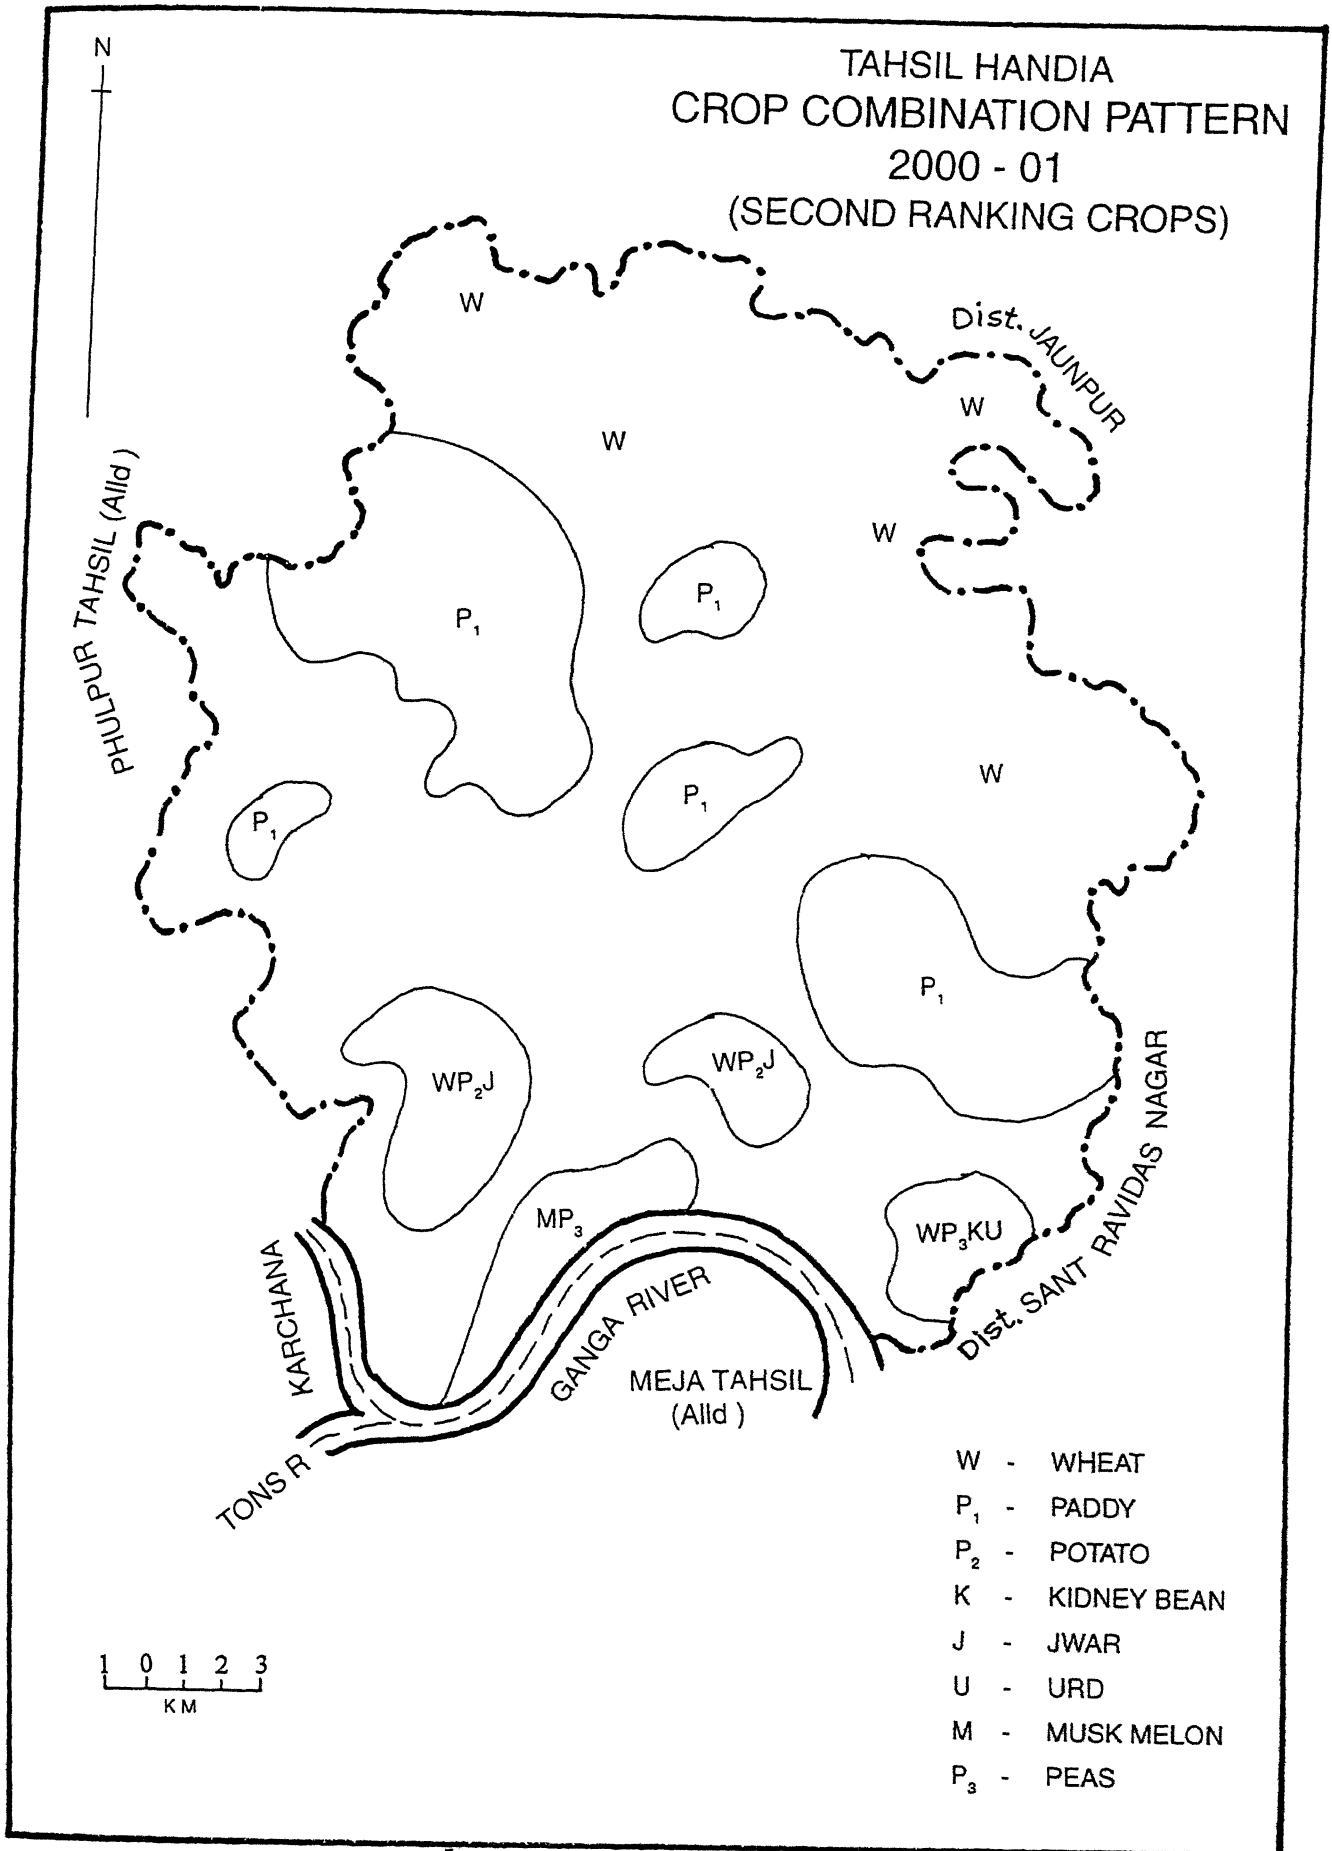 N
TAHSIL HANDIA
CROP COMBINATION PATTERN
2000 - 01
(SECOND RANKING CROPS)
W
Dist. JAUNPUR
W
W
PHULPUR TAHSIL (Alld )
W
P₁
P₁
W
P₁
P₁
P₁
WP₂J
WP₂J
MP₃
WP₃KU
Dist. SANT RAVIDAS NAGAR
KARCHANA
GANGA RIVER
MEJA TAHSIL
(Alld )
TONS R
W - WHEAT
P₁ - PADDY
P₂ - POTATO
K - KIDNEY BEAN
J - JWAR
U - URD
M - MUSK MELON
P₃ - PEAS
1 0 1 2 3
KM